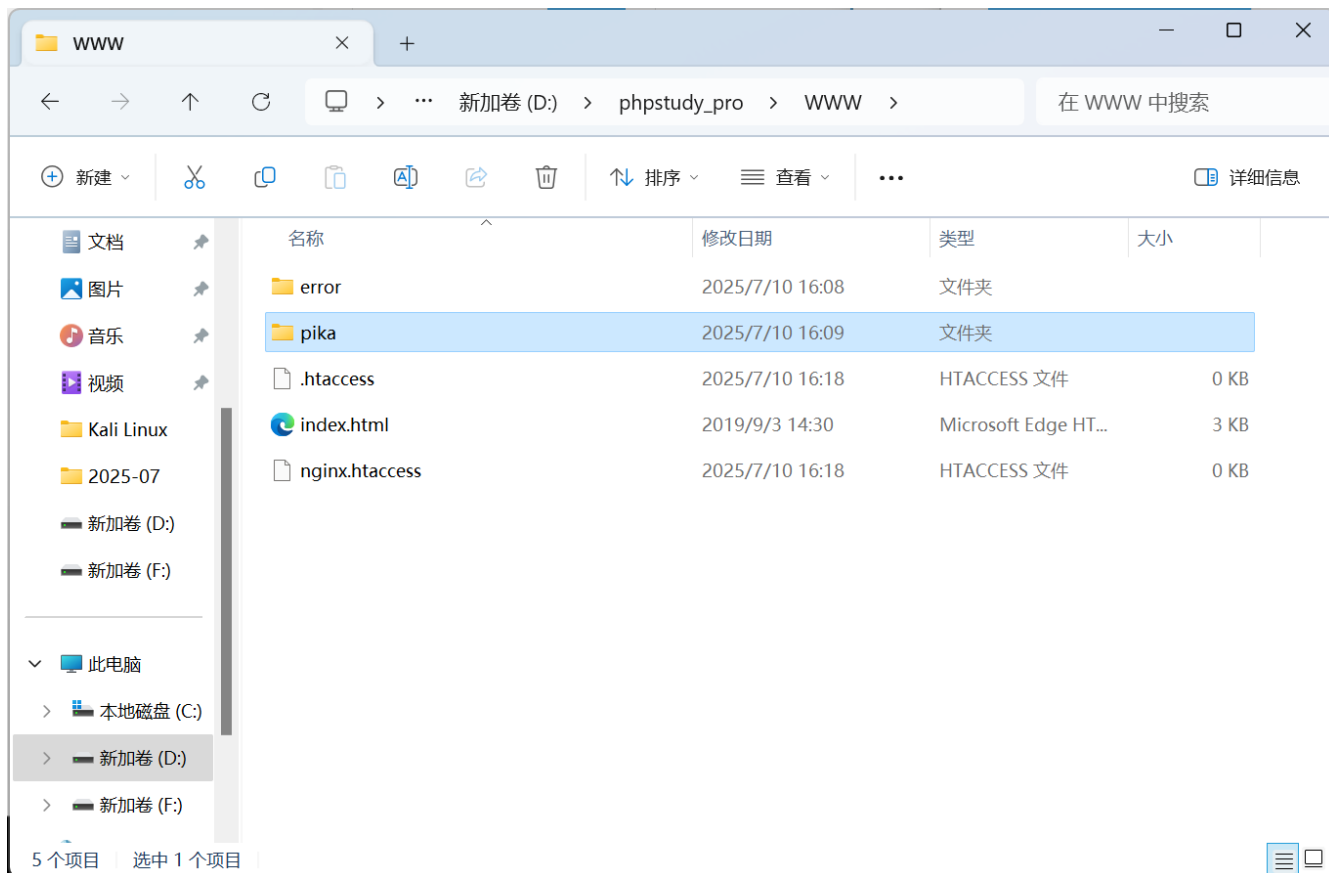 WWW
新加卷 (D:) phpstudy_pro WWW 在 WWW 中搜索
新建 排序 查看 详细信息
文档
图片
音乐
视频
Kali Linux
2025-07
新加卷 (D:)
新加卷 (F:)
此电脑
本地磁盘 (C:)
新加卷 (D:)
新加卷 (F:)
名称 修改日期 类型 大小
error 2025/7/10 16:08 文件夹
pika 2025/7/10 16:09 文件夹
.htaccess 2025/7/10 16:18 HTACCESS 文件 0 KB
index.html 2019/9/3 14:30 Microsoft Edge HT... 3 KB
nginx.htaccess 2025/7/10 16:18 HTACCESS 文件 0 KB
5 个项目 选中 1 个项目